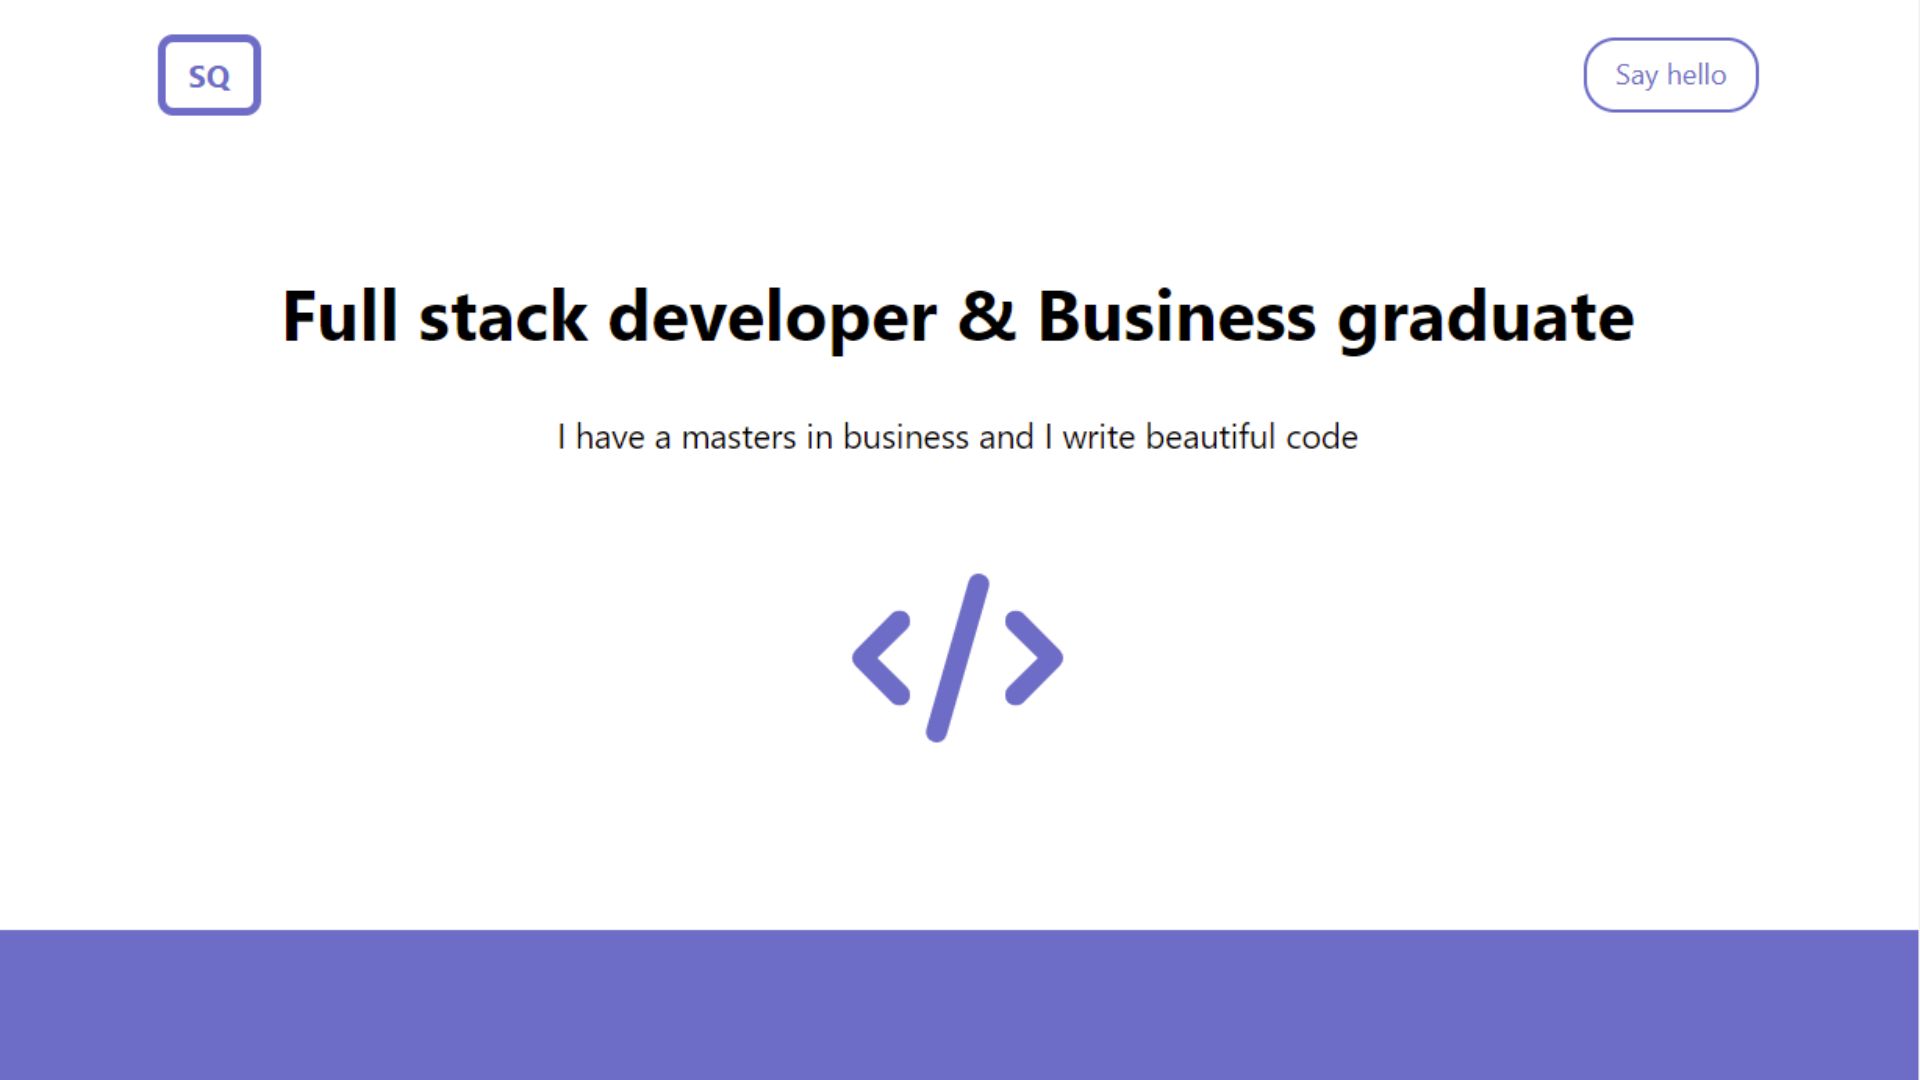 SQ
Say hello
Full stack developer & Business graduate
I have a masters in business and I write beautiful code
</>